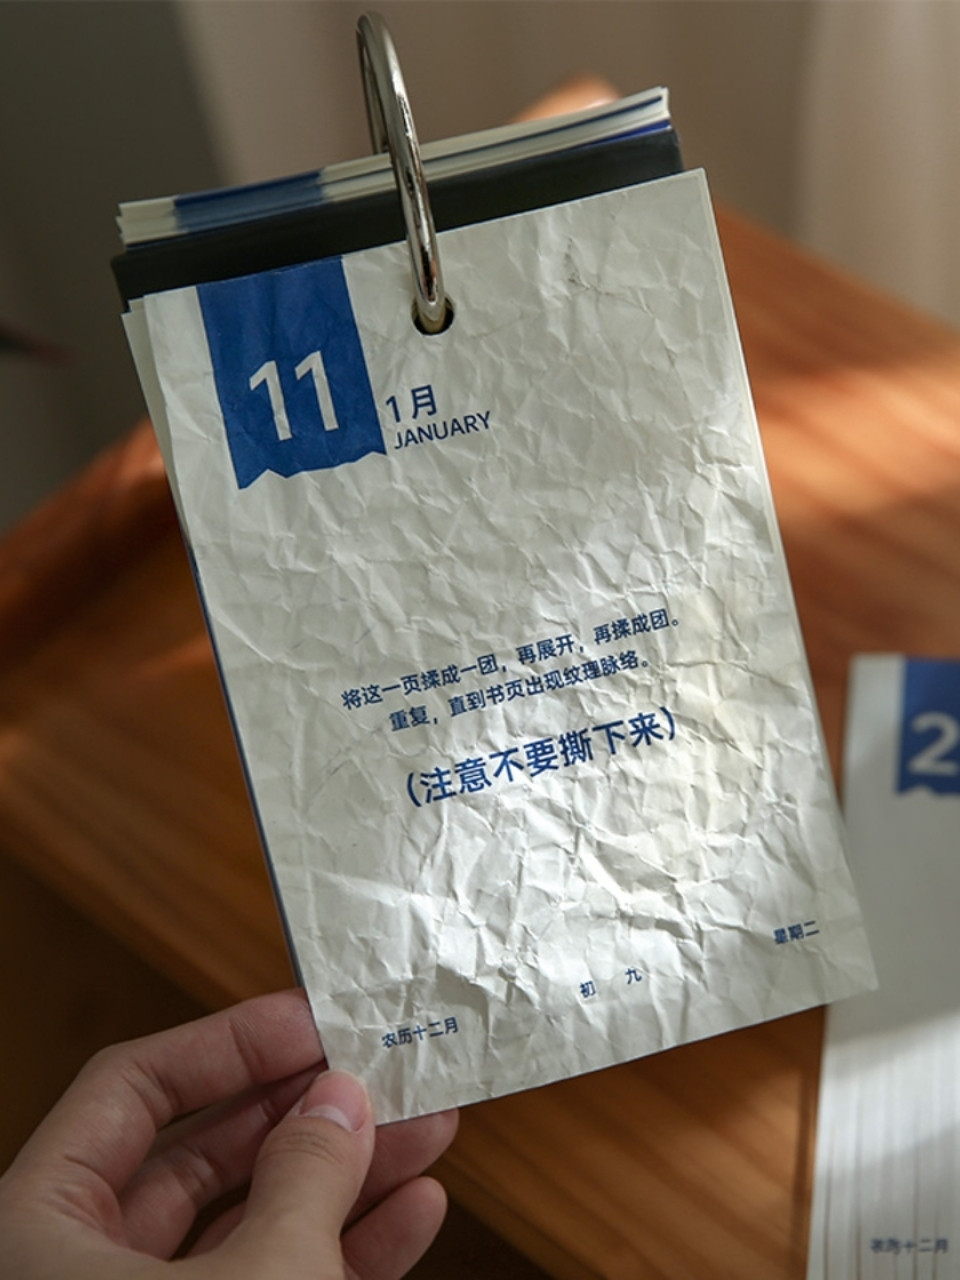 11
1月
JANUARY
将这一页揉成一团，再展开，再揉成团。
重复，直到书页出现纹理脉络。
（注意不要撕下来）
星期二
初 九
农历十二月
2
农历十二月